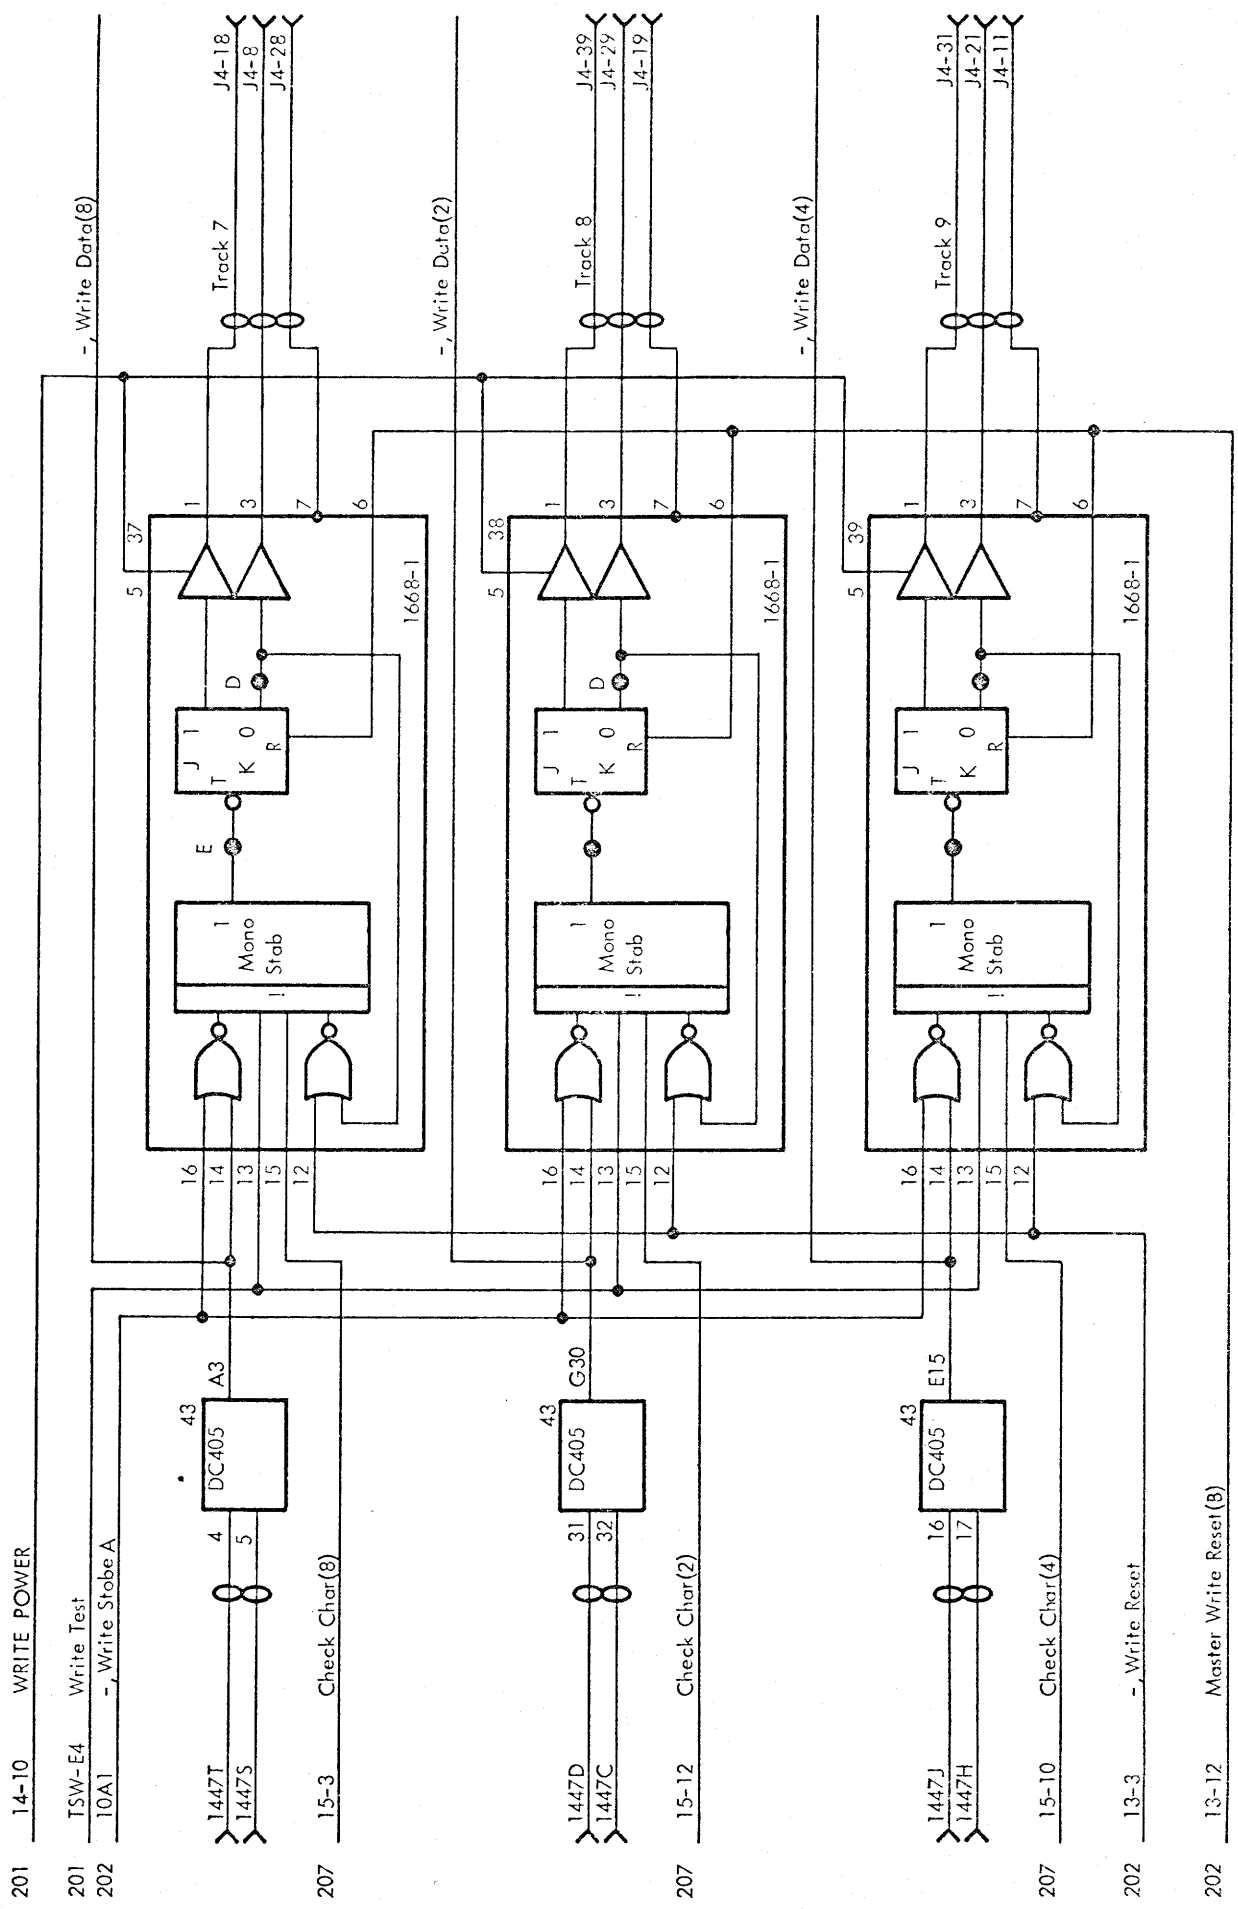 201 14-10 WRITE POWER
201 TSW-E4 Write Test
202 10A1 -,Write Stobe A
-,Write Data(8)
1447T 4
1447S 5
43
DC405
A3
207 15-3 Check Char(8)
16
14
13
15
12
!
1
Mono
Stab
E
J 1
T
K 0
R
D
5 37
1
3
7
6
1668-1
Track 7
J4-18
J4-8
J4-28
-,Write Duta(2)
1447D 31
1447C 32
43
DC405
G30
207 15-12 Check Char(2)
16
14
13
15
12
!
1
Mono
Stab
J 1
T
K 0
R
D
5 38
1
3
7
6
1668-1
Track 8
J4-39
J4-29
J4-19
-,Write Data(4)
1447J 16
1447H 17
43
DC405
E15
207 15-10 Check Char(4)
16
14
13
15
12
!
1
Mono
Stab
J 1
T
K 0
R
5 39
1
3
7
6
1668-1
Track 9
J4-31
J4-21
J4-11
202 13-3 -,Write Reset
202 13-12 Master Write Reset(B)